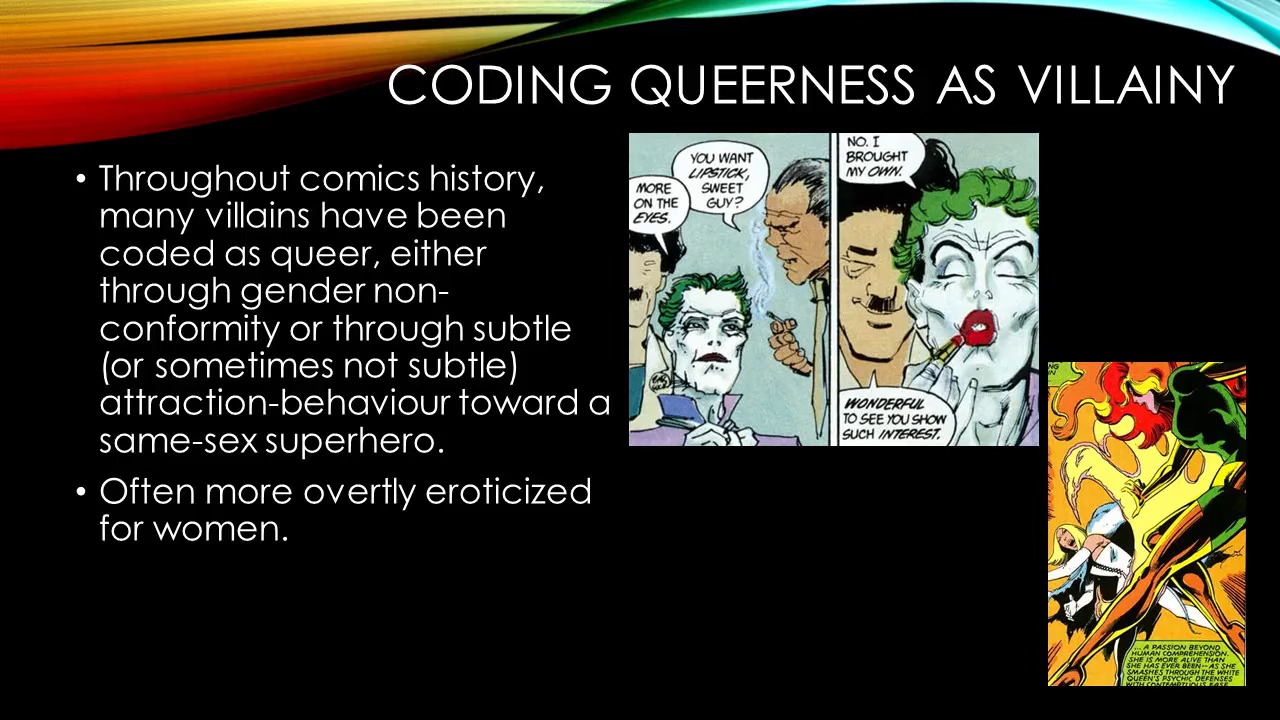 CODING QUEERNESS AS VILLAINY
• Throughout comics history,
many villains have been
coded as queer, either
through gender non-
conformity or through subtle
(or sometimes not subtle)
attraction-behaviour toward a
same-sex superhero.
• Often more overtly eroticized
for women.
MORE
ON THE
EYES.
YOU WANT
LIPSTICK,
SWEET
GUY?
NO. I
BROUGHT
MY OWN.
WONDERFUL
TO SEE YOU SHOW
SUCH INTEREST.
... A PASSION BEYOND
HUMAN COMPREHENSION.
SHE IS MORE ALIVE THAN
SHE HAS EVER BEEN--AS SHE
SMASHES THROUGH THE WHITE
QUEEN'S PSYCHIC DEFENSES
WITH CONTEMPTUOUS EASE